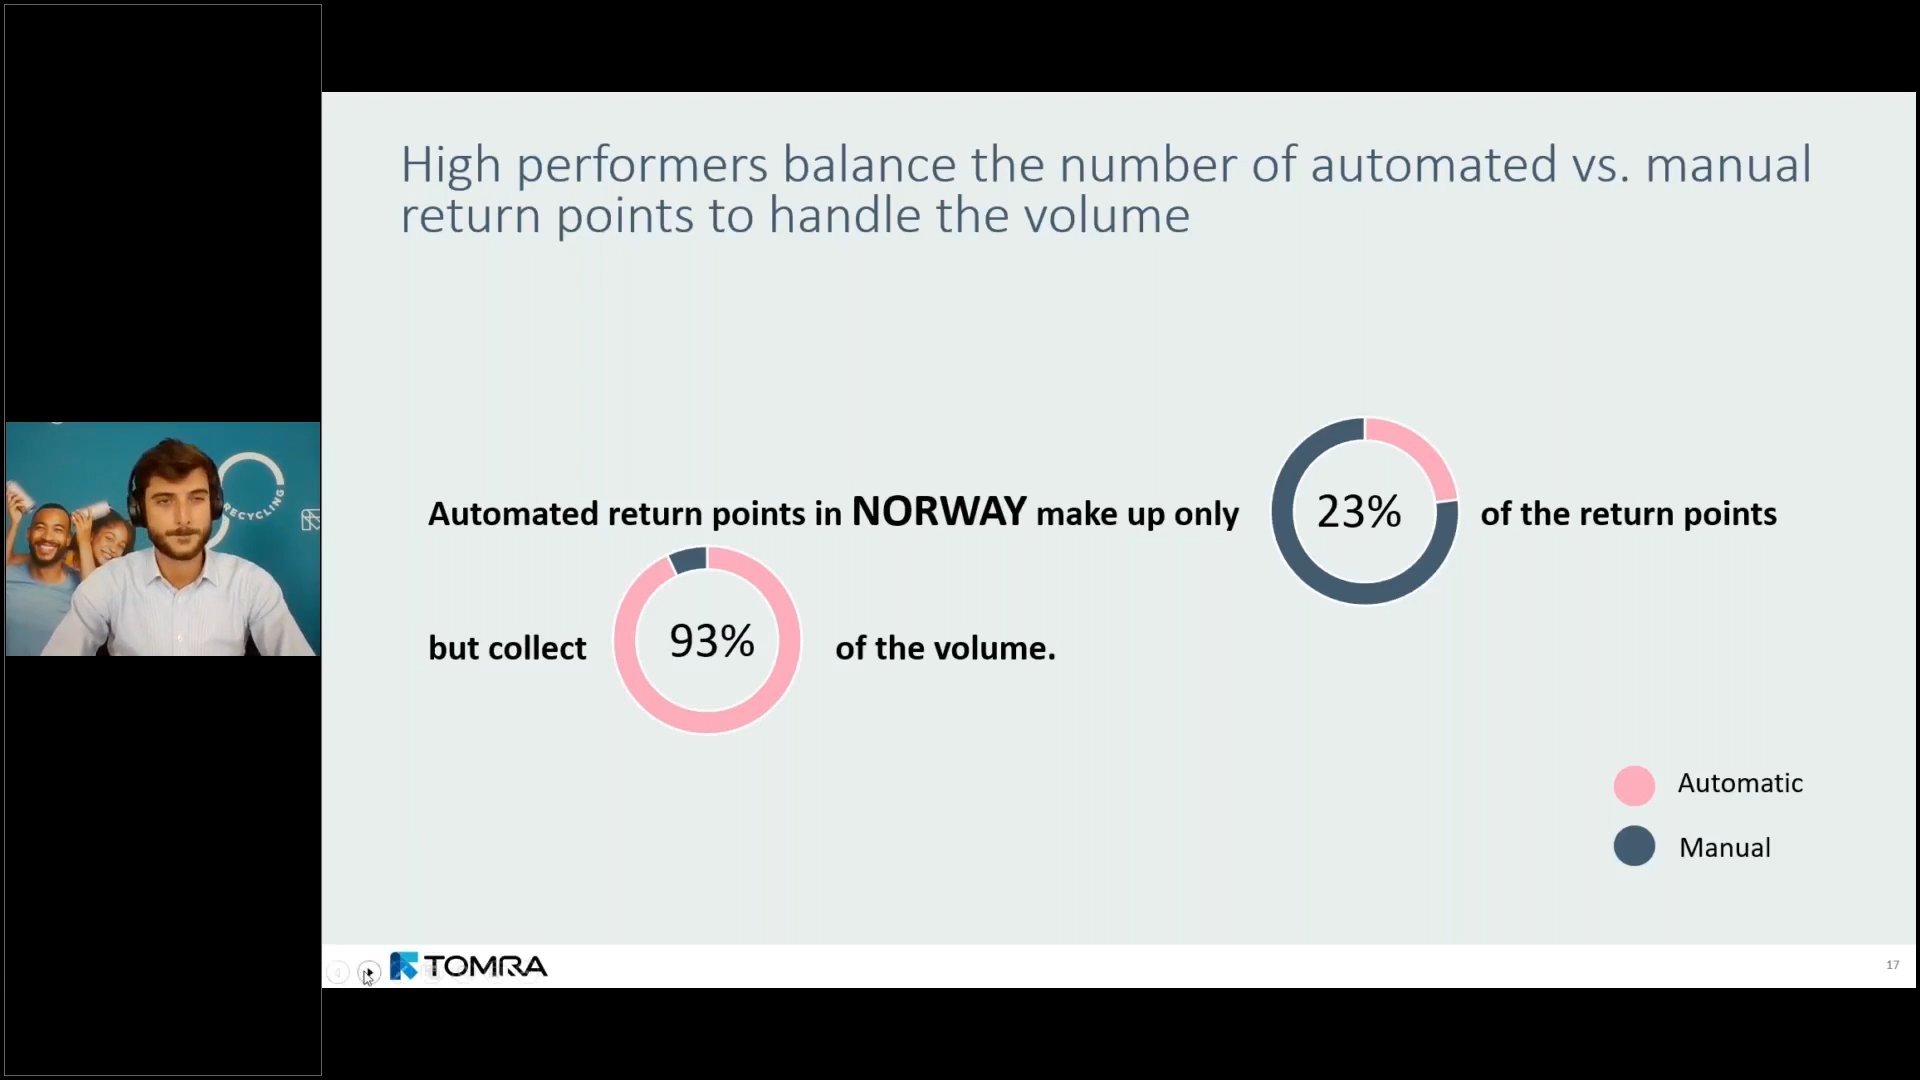 High performers balance the number of automated vs. manual
return points to handle the volume
Automated return points in NORWAY make up only 23% of the return points
but collect 93% of the volume.
Automatic
Manual
TOMRA
17
RECYCLING